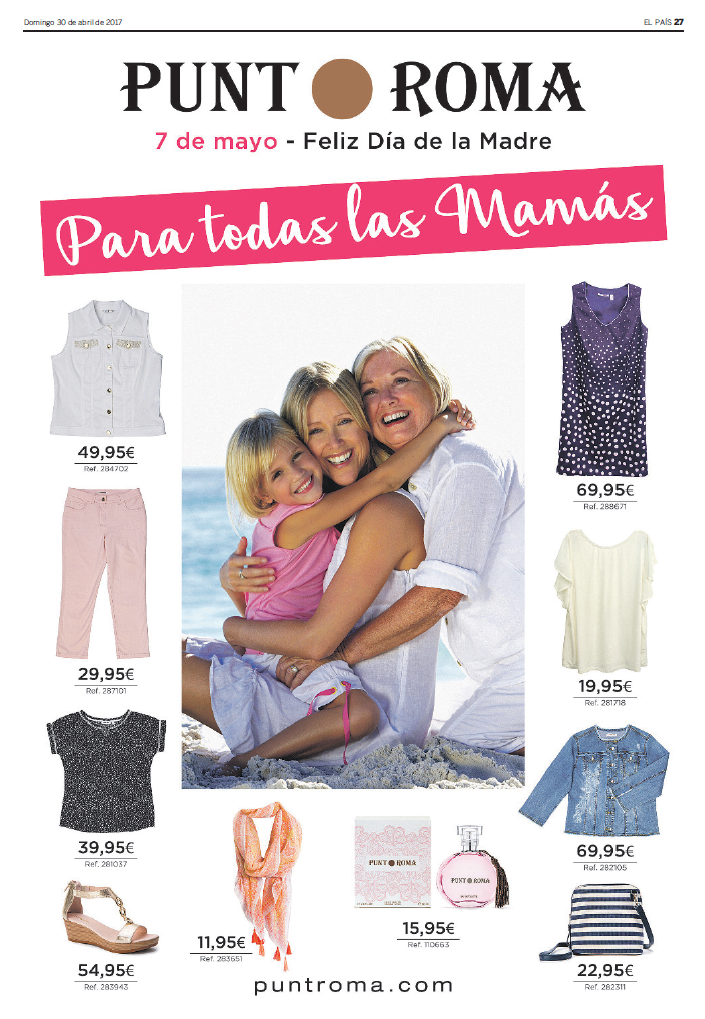 Domingo 30 de abril de 2017
EL PAÍS 27
PUNT ROMA
7 de mayo - Feliz Día de la Madre
Para todas las Mamás
49,95€
Ref. 284702
69,95€
Ref. 288671
29,95€
Ref. 287101
19,95€
Ref. 281718
39,95€
Ref. 281037
69,95€
Ref. 282105
PUNT ROMA
PUNT ROMA
54,95€
Ref. 283943
11,95€
Ref. 283651
15,95€
Ref. 110663
22,95€
Ref. 282311
puntroma.com